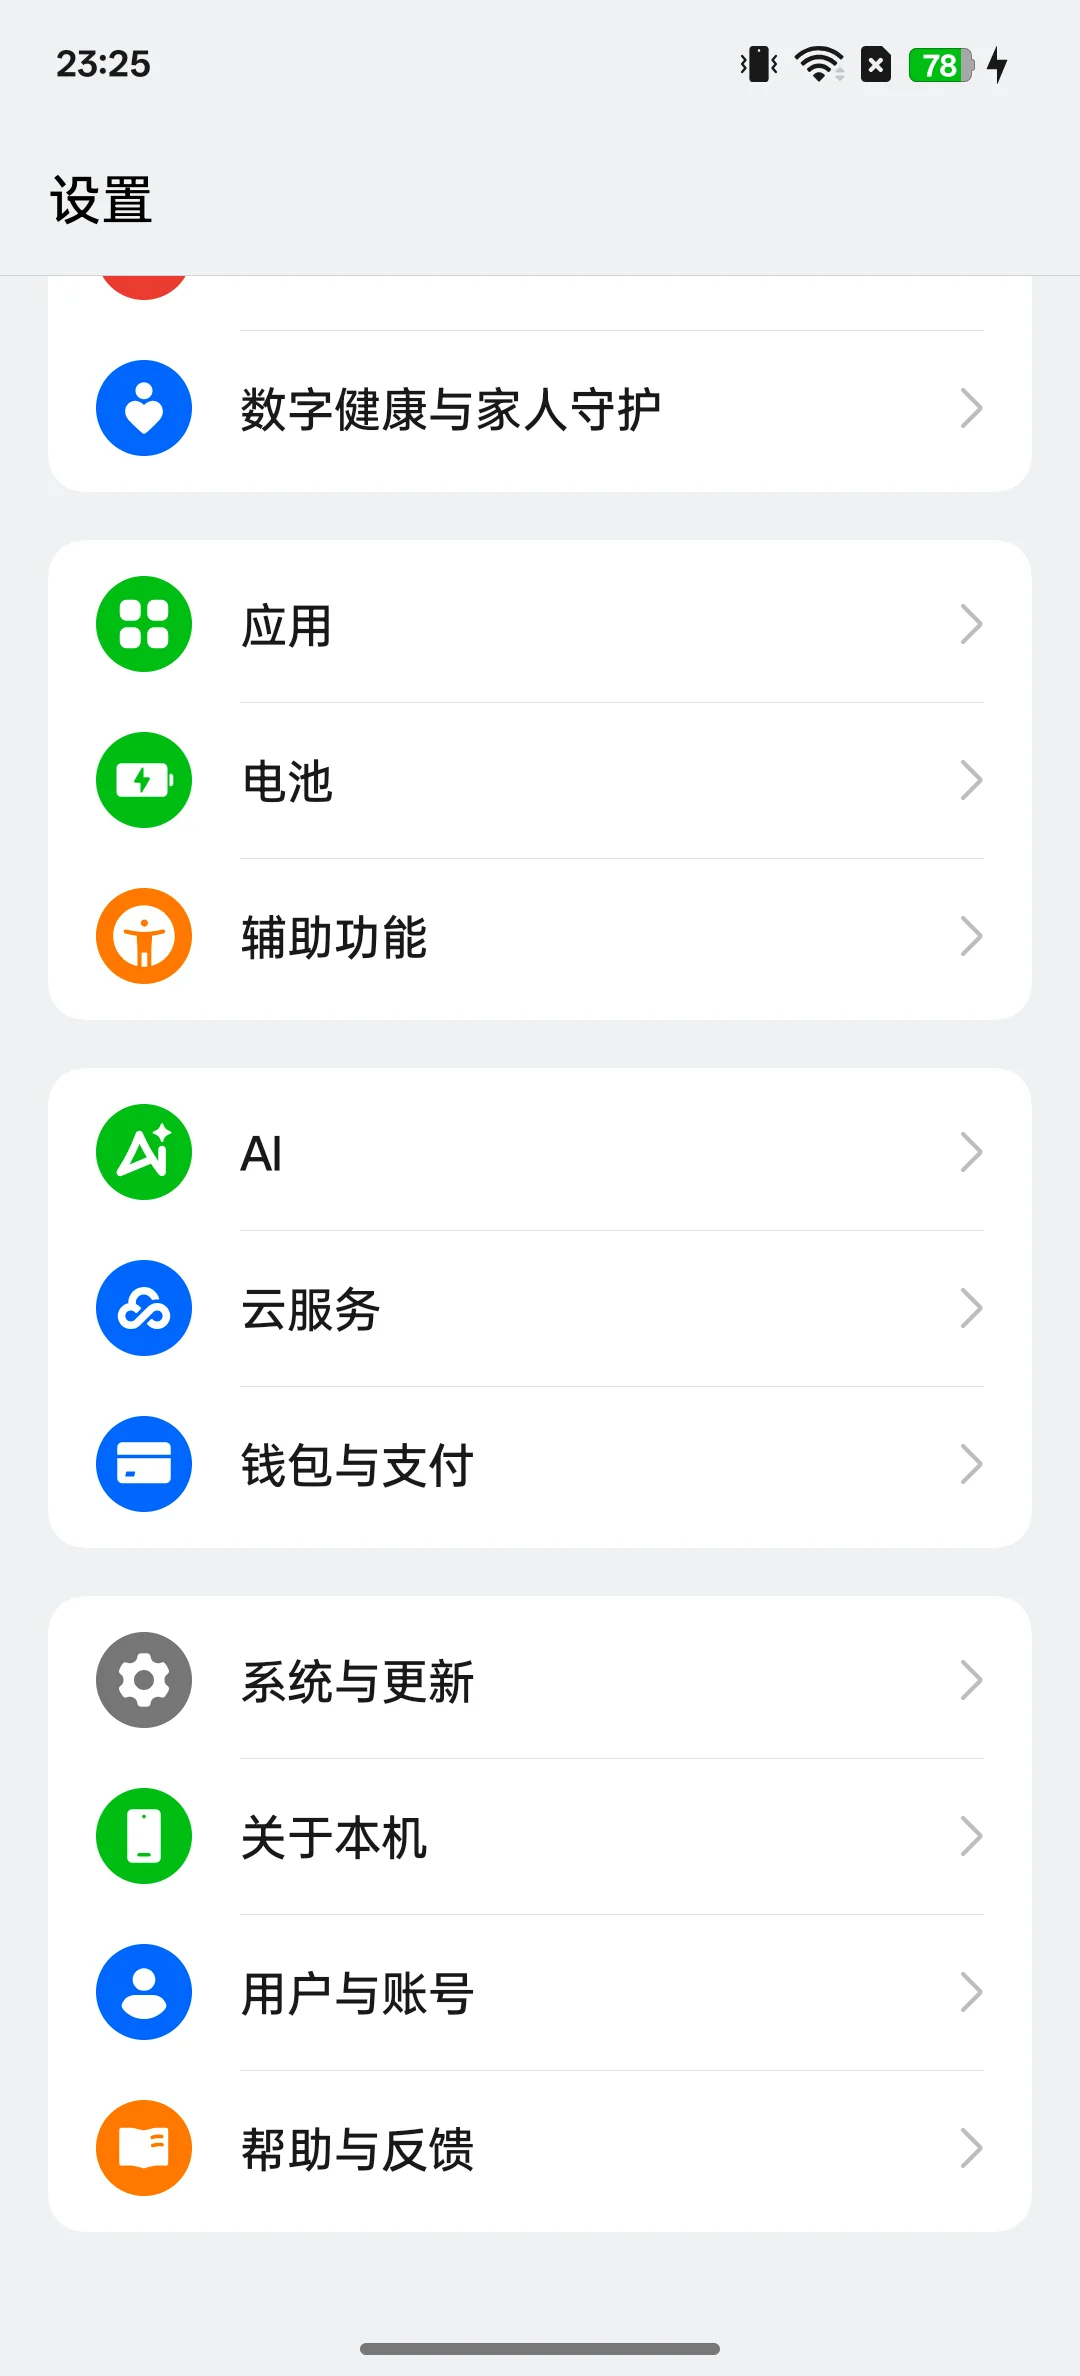 23:25
78
设置
数字健康与家人守护
应用
电池
辅助功能
AI
云服务
钱包与支付
系统与更新
关于本机
用户与账号
帮助与反馈